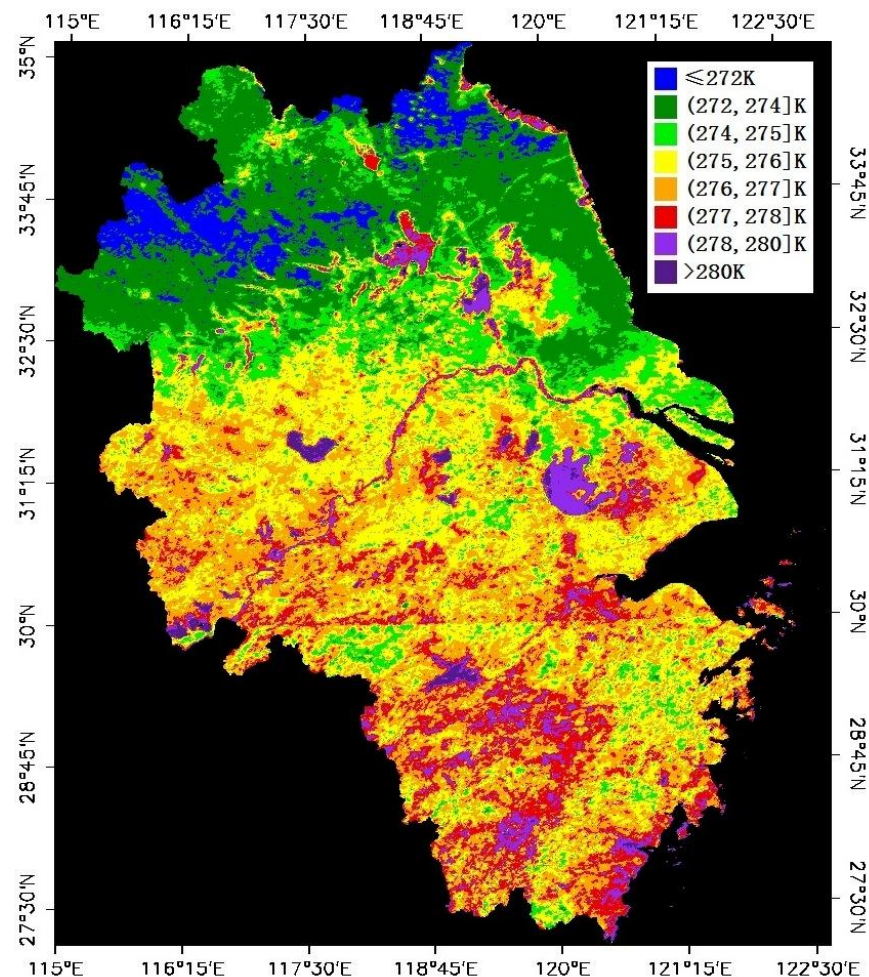 115°E 116°15'E 117°30'E 118°45'E 120°E 121°15'E 122°30'E
35°N
33°45'N
32°30'N
31°15'N
30°N
28°45'N
27°30'N
≤272K
(272,274]K
(274,275]K
(275,276]K
(276,277]K
(277,278]K
(278,280]K
>280K
33°45'N
32°30'N
31°15'N
30°N
28°45'N
27°30'N
115°E 116°15'E 117°30'E 118°45'E 120°E 121°15'E 122°30'E